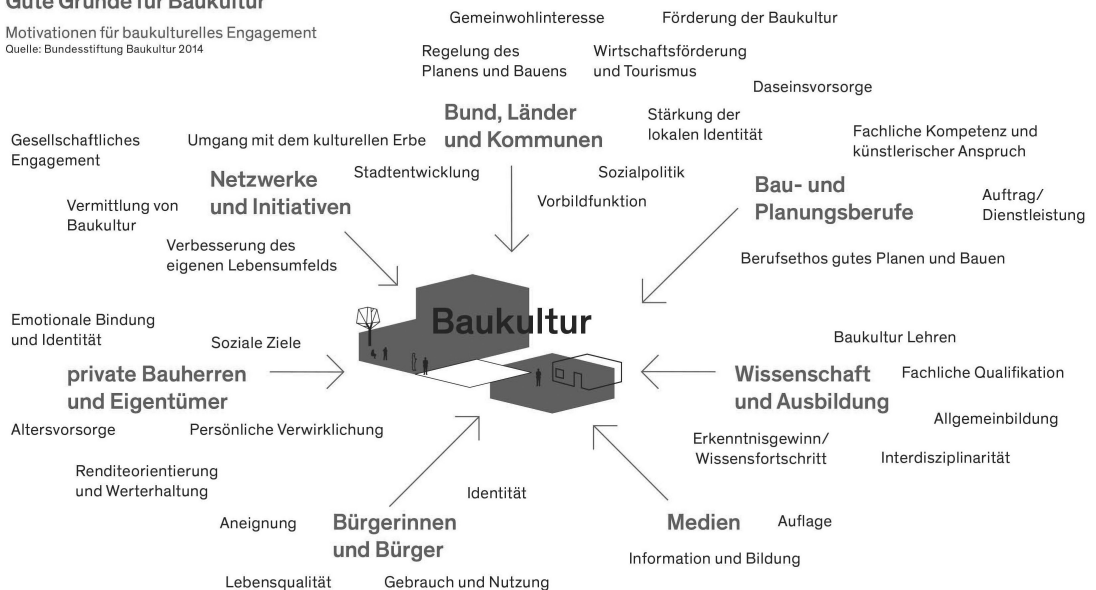 Gute Gründe für Baukultur
Motivationen für baukulturelles Engagement
Quelle: Bundesstiftung Baukultur 2014
Gemeinwohlinteresse
Förderung der Baukultur
Regelung des
Planens und Bauens
Wirtschaftsförderung
und Tourismus
Daseinsvorsorge
Bund, Länder
und Kommunen
Stärkung der
lokalen Identität
Stadtentwicklung
Sozialpolitik
Vorbildfunktion
Gesellschaftliches
Engagement
Umgang mit dem kulturellen Erbe
Netzwerke
und Initiativen
Vermittlung von
Baukultur
Verbesserung des
eigenen Lebensumfelds
Fachliche Kompetenz und
künstlerischer Anspruch
Bau- und
Planungsberufe
Auftrag/
Dienstleistung
Berufsethos gutes Planen und Bauen
Baukultur
Emotionale Bindung
und Identität
Soziale Ziele
private Bauherren
und Eigentümer
Altersvorsorge
Persönliche Verwirklichung
Renditeorientierung
und Werterhaltung
Baukultur Lehren
Wissenschaft
und Ausbildung
Fachliche Qualifikation
Allgemeinbildung
Erkenntnisgewinn/
Wissensfortschritt
Interdisziplinarität
Identität
Aneignung
Bürgerinnen
und Bürger
Lebensqualität
Gebrauch und Nutzung
Medien
Auflage
Information und Bildung